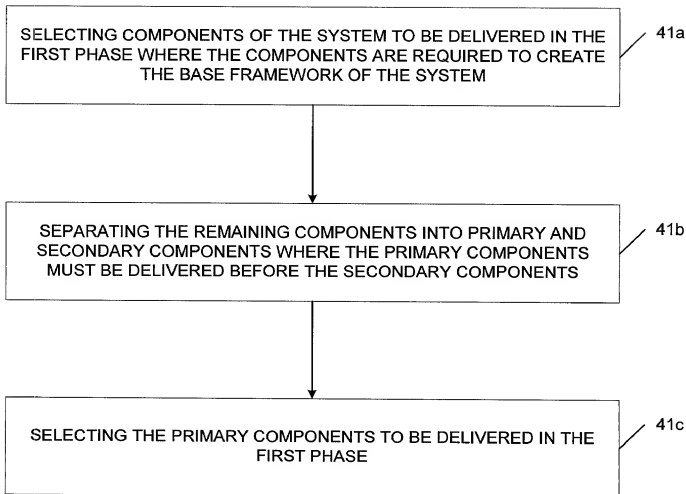 SELECTING COMPONENTS OF THE SYSTEM TO BE DELIVERED IN THE
FIRST PHASE WHERE THE COMPONENTS ARE REQUIRED TO CREATE
THE BASE FRAMEWORK OF THE SYSTEM
41a
SEPARATING THE REMAINING COMPONENTS INTO PRIMARY AND
SECONDARY COMPONENTS WHERE THE PRIMARY COMPONENTS
MUST BE DELIVERED BEFORE THE SECONDARY COMPONENTS
41b
SELECTING THE PRIMARY COMPONENTS TO BE DELIVERED IN THE
FIRST PHASE
41c